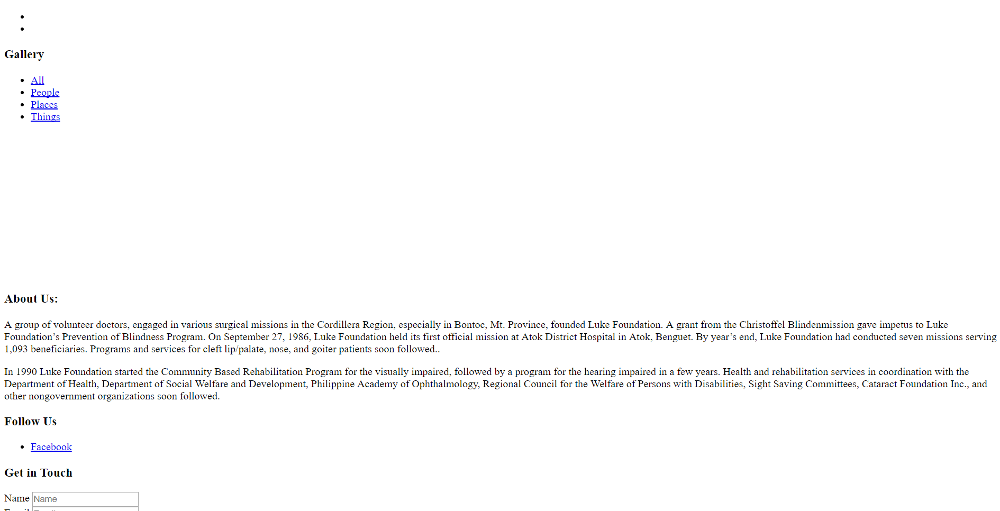 Gallery
All
People
Places
Things
About Us:
A group of volunteer doctors, engaged in various surgical missions in the Cordillera Region, especially in Bontoc, Mt. Province, founded Luke Foundation. A grant from the Christoffel Blindenmission gave impetus to Luke
Foundation’s Prevention of Blindness Program. On September 27, 1986, Luke Foundation held its first official mission at Atok District Hospital in Atok, Benguet. By year’s end, Luke Foundation had conducted seven missions serving
1,093 beneficiaries. Programs and services for cleft lip/palate, nose, and goiter patients soon followed..
In 1990 Luke Foundation started the Community Based Rehabilitation Program for the visually impaired, followed by a program for the hearing impaired in a few years. Health and rehabilitation services in coordination with the
Department of Health, Department of Social Welfare and Development, Philippine Academy of Ophthalmology, Regional Council for the Welfare of Persons with Disabilities, Sight Saving Committees, Cataract Foundation Inc., and
other nongovernment organizations soon followed.
Follow Us
Facebook
Get in Touch
Name Name